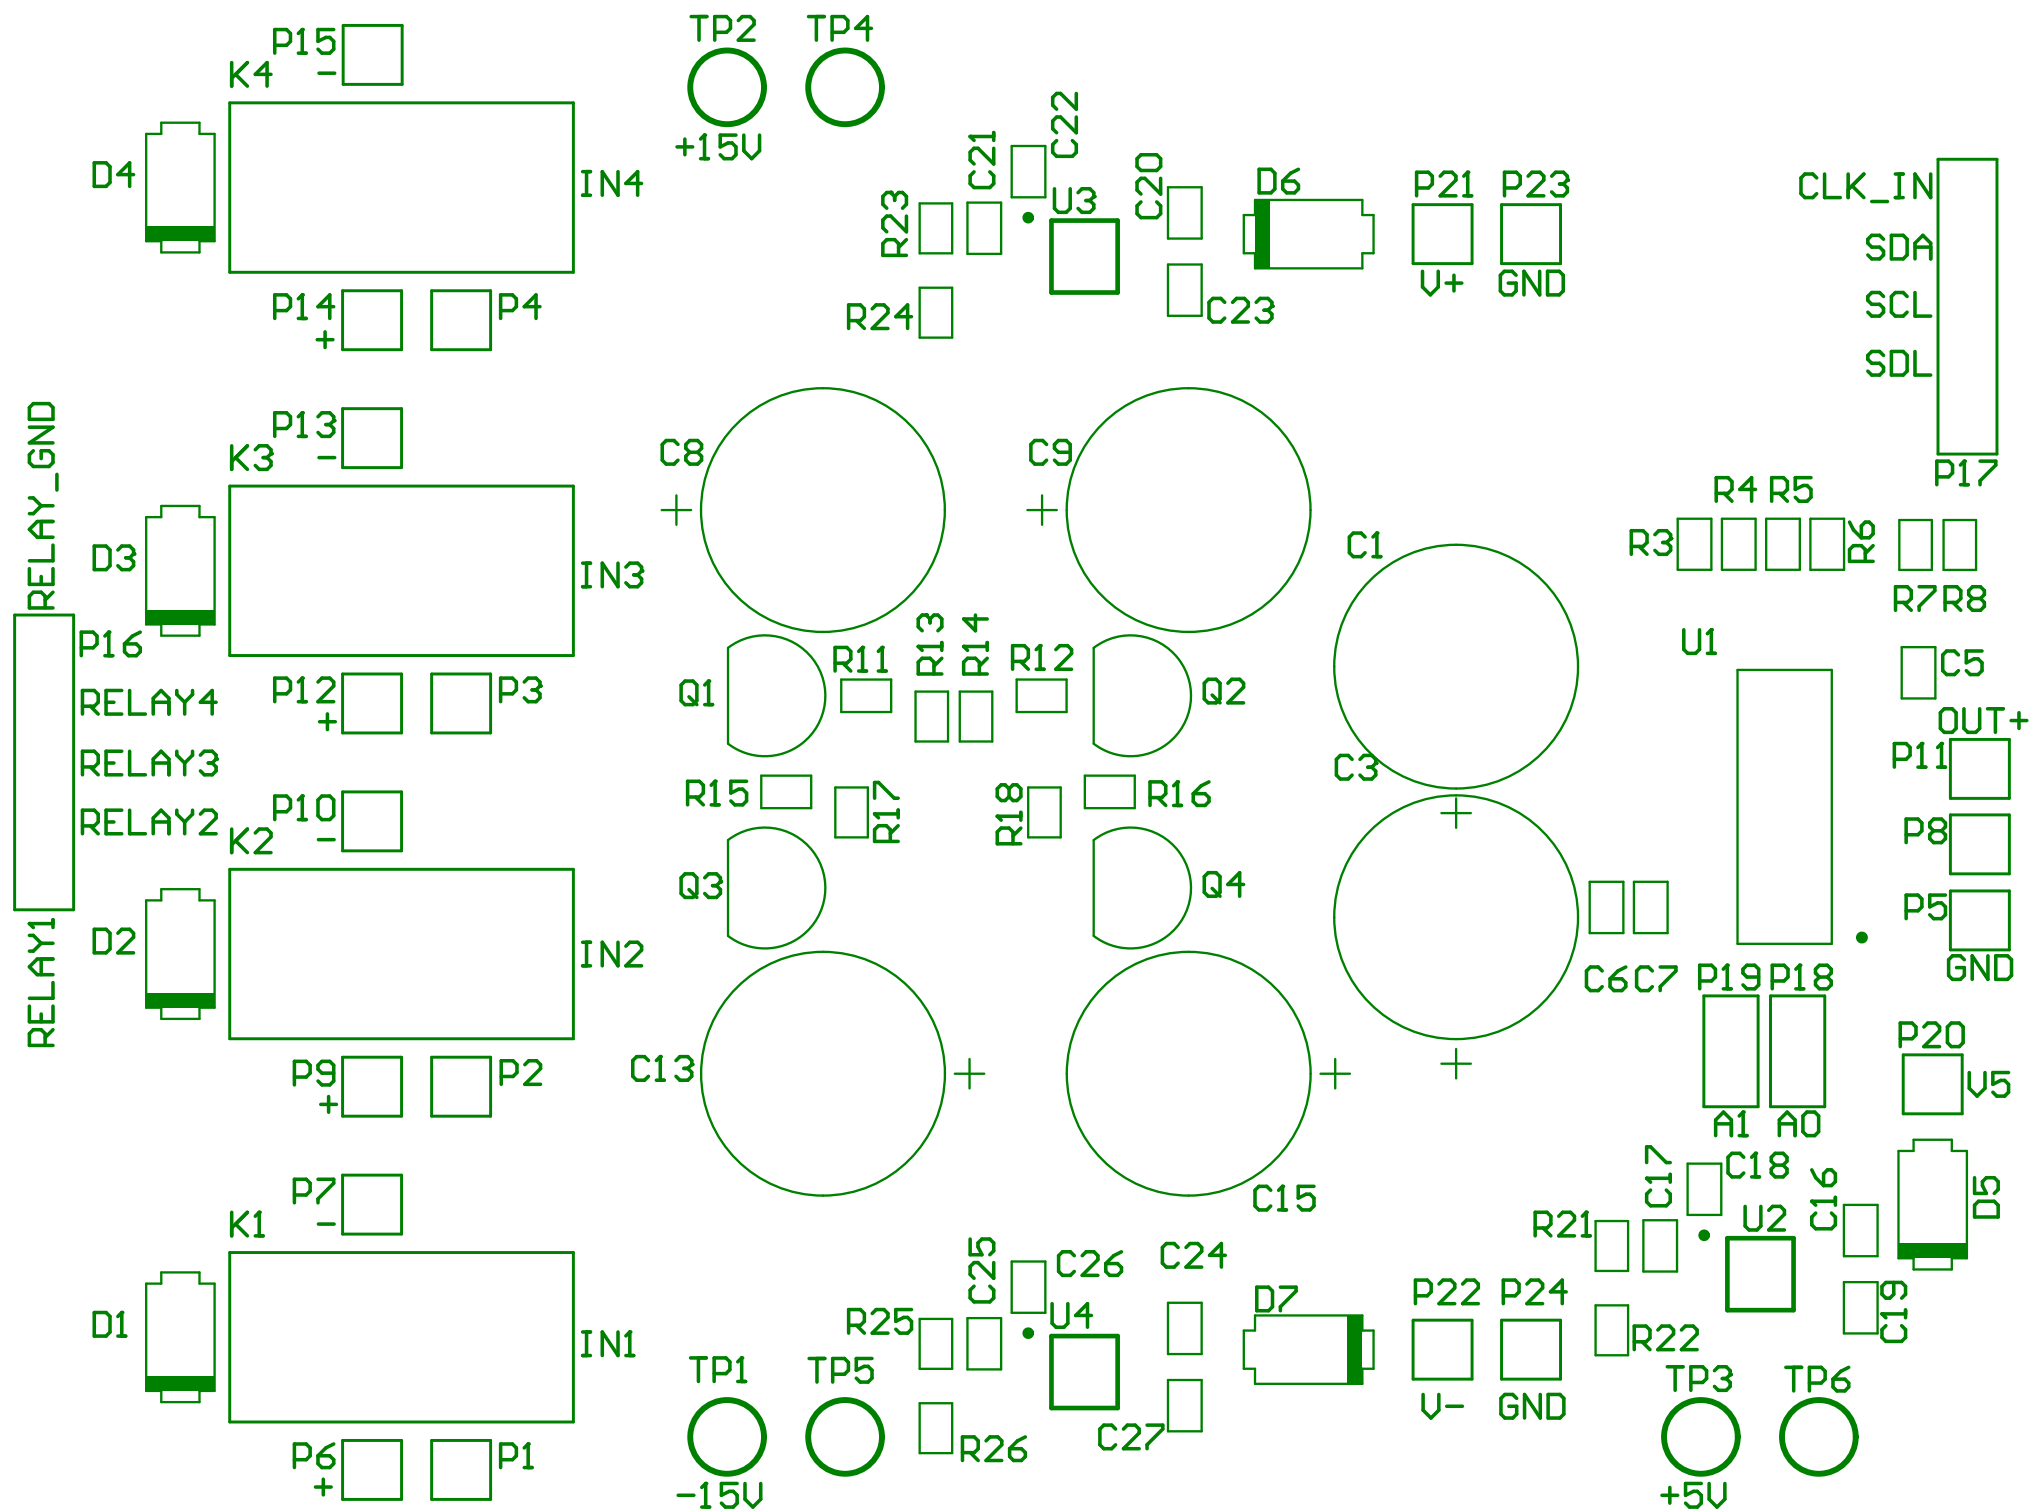 TP2 TP4
P15
-
K4
+15V
C22
C21
C20
D4
IN4
D6
P21 P23
CLK_IN
U3
R23
SDA
V+ GND
P14
+
P4
R24
C23
SCL
SDL
RELAY_GND
P13
-
K3
C8
C9
P17
R4 R5
D3
IN3
C1
R3
R6
R7 R8
P16
R13
R14
R11
R12
U1
C5
RELAY4
P12
+
P3
Q1
Q2
OUT+
RELAY3
P11
C3
R15
R17
R18
R16
RELAY2
P10
-
K2
P8
Q3
Q4
P5
RELAY1
D2
IN2
C6 C7
P19 P18
GND
P20
P9
+
P2
C13
V5
A1 A0
C17
C18
C16
D5
P7
-
K1
C15
R21
U2
C25
C26
C24
D7
P22 P24
D1
IN1
R25
U4
R22
C19
TP1 TP5
TP3 TP6
V- GND
P6
+
P1
R26
C27
-15V
+5V